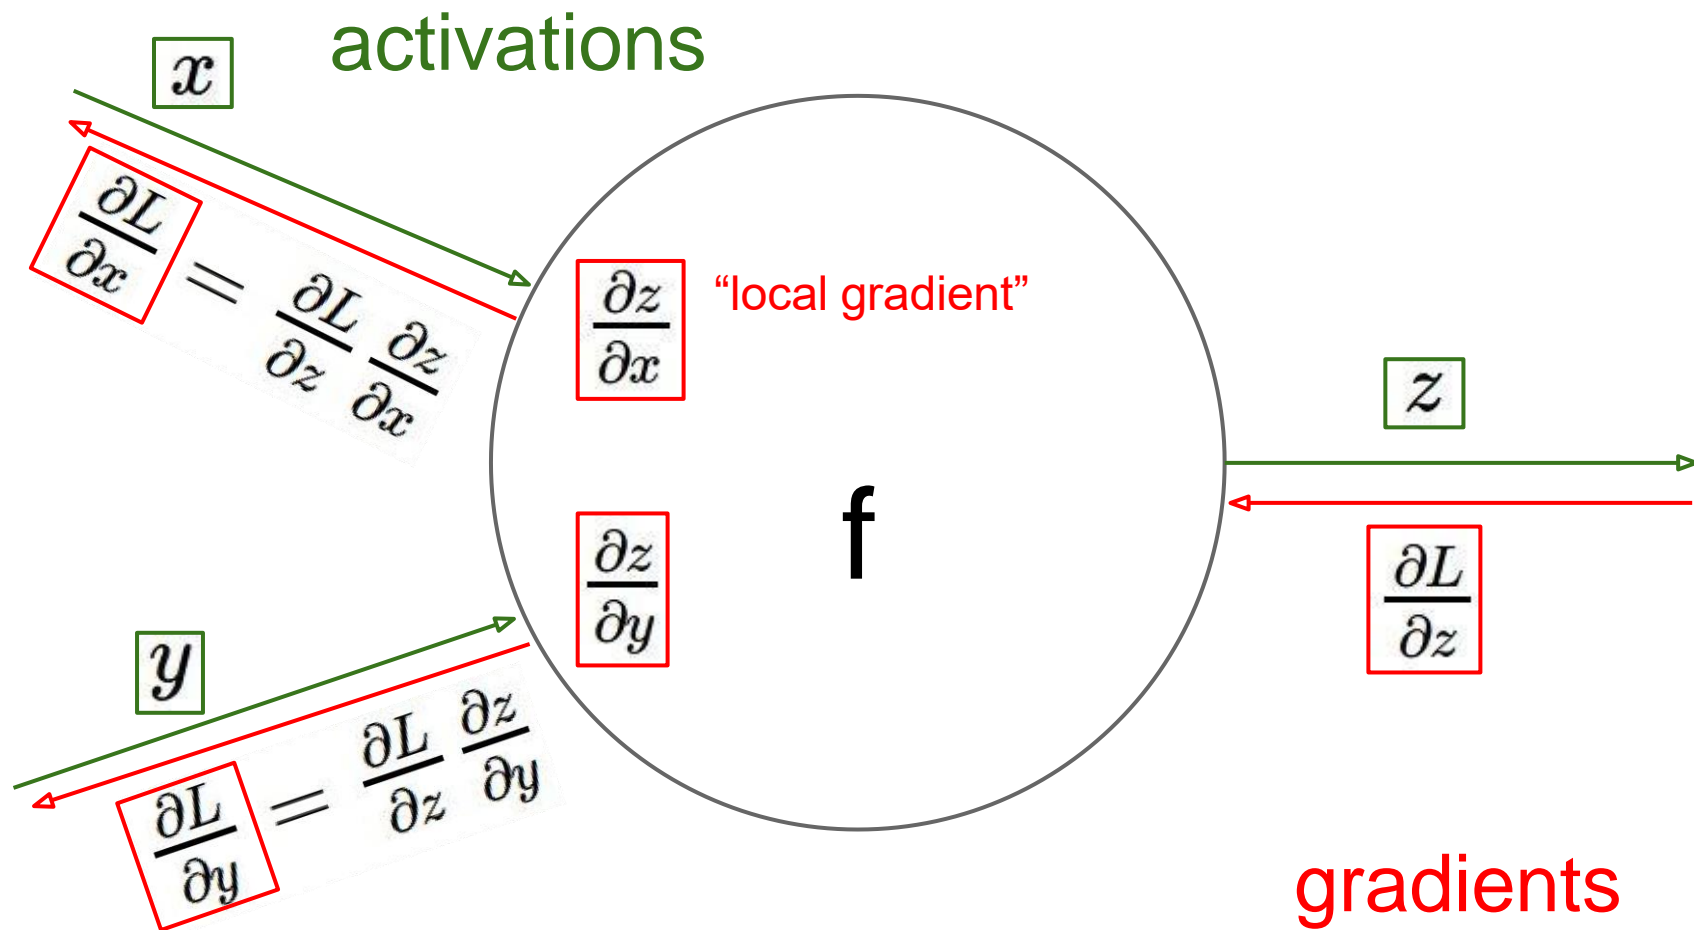 activations
x
∂L/∂x = ∂L/∂z ∂z/∂x
∂z/∂x
“local gradient”
z
f
∂z/∂y
∂L/∂z
y
∂L/∂y = ∂L/∂z ∂z/∂y
gradients